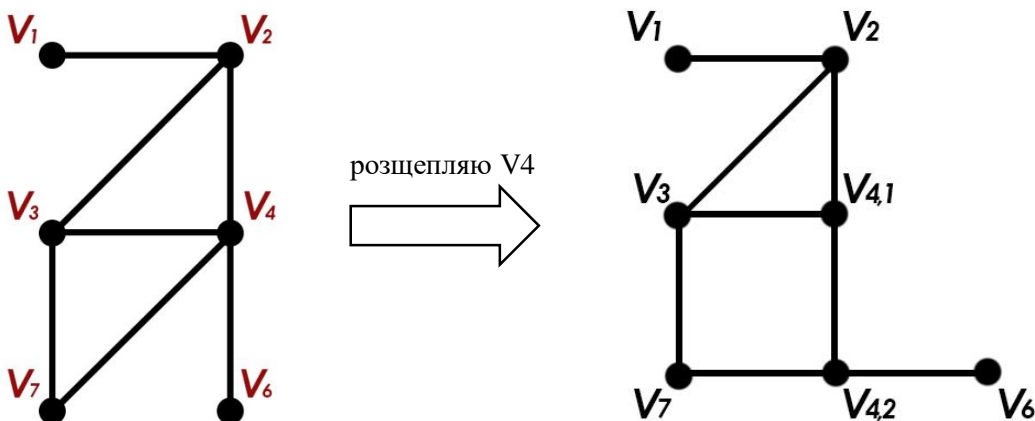 V1 V2
V3 V4
V7 V6
розщепляю V4
V1 V2
V3 V4,1
V7 V4,2 V6